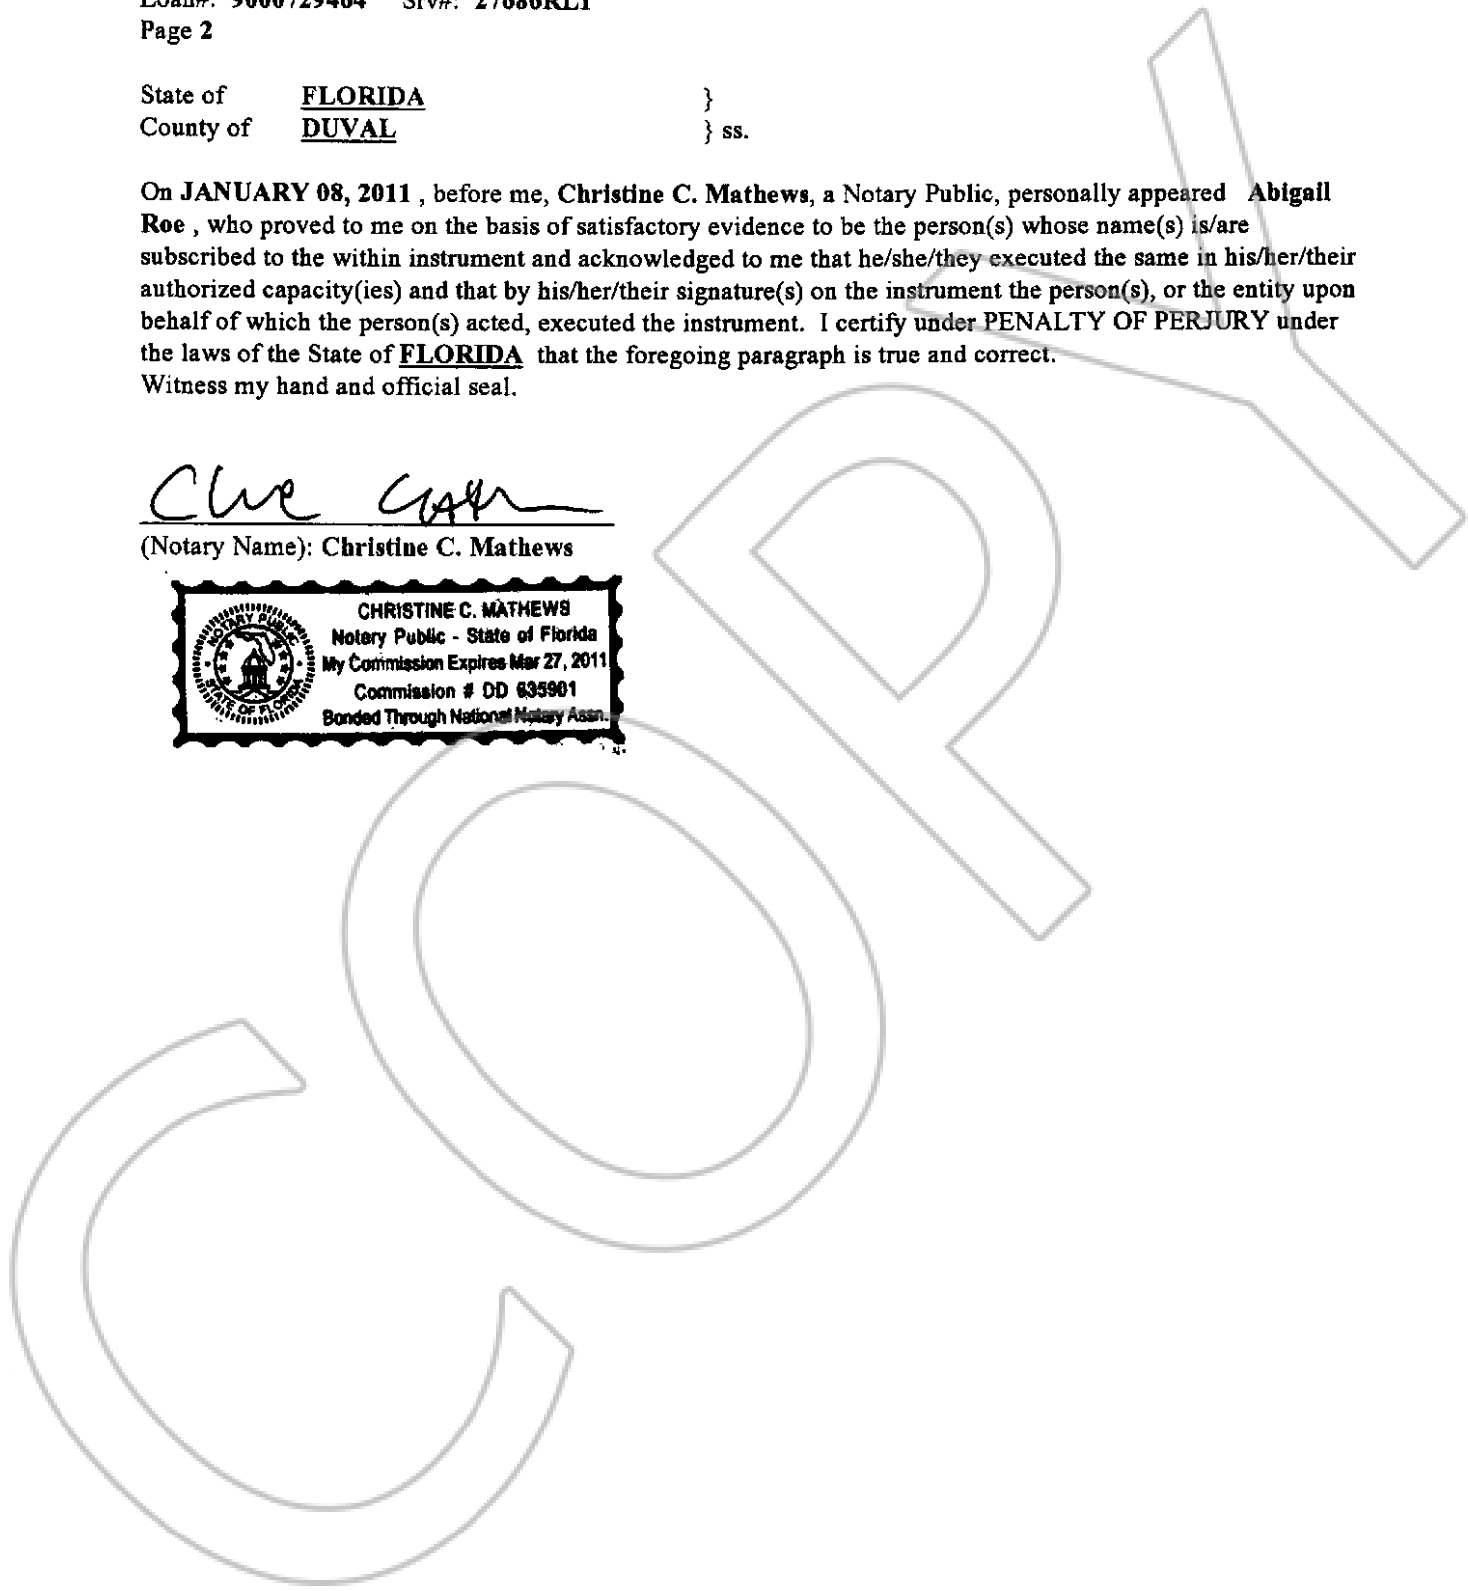 Page 2
State of FLORIDA }
County of DUVAL } ss.
On JANUARY 08, 2011 , before me, Christine C. Mathews, a Notary Public, personally appeared Abigail
Roe , who proved to me on the basis of satisfactory evidence to be the person(s) whose name(s) is/are
subscribed to the within instrument and acknowledged to me that he/she/they executed the same in his/her/their
authorized capacity(ies) and that by his/her/their signature(s) on the instrument the person(s), or the entity upon
behalf of which the person(s) acted, executed the instrument. I certify under PENALTY OF PERJURY under
the laws of the State of FLORIDA that the foregoing paragraph is true and correct.
Witness my hand and official seal.
(Notary Name): Christine C. Mathews
NOTARY PUBLIC
STATE OF FLORIDA
CHRISTINE C. MATHEWS
Notary Public - State of Florida
My Commission Expires Mar 27, 2011
Commission # DD 635901
Bonded Through National Notary Assn.
COPY